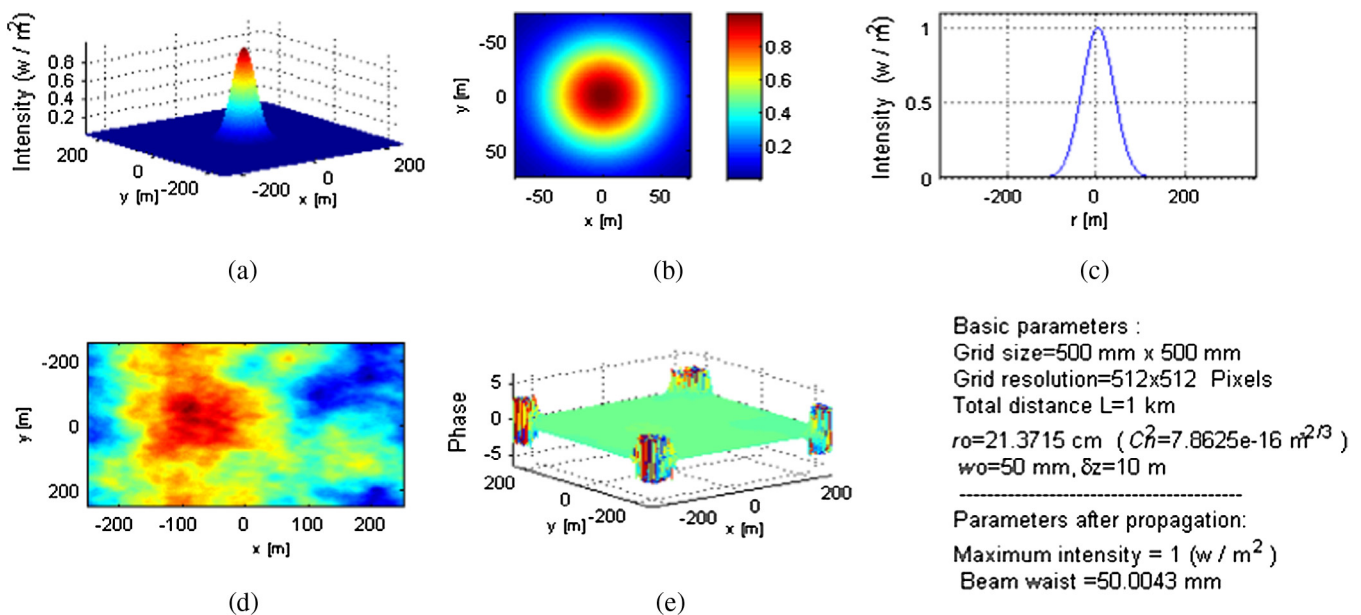 Intensity (w / m²)
0.8
0.6
0.4
0.2
200
0
-200
y [m]
-200
0
200
x [m]
(a)
-50
0
50
y [m]
-50 0 50
x [m]
0.8
0.6
0.4
0.2
(b)
Intensity (w / m²)
1
0.5
0
-200 0 200
r [m]
(c)
-200
0
200
y [m]
-200 -100 0 100 200
x [m]
(d)
Phase
5
0
-5
200
0
-200
y [m]
-200
0
200
x [m]
(e)
Basic parameters :
Grid size=500 mm x 500 mm
Grid resolution=512x512 Pixels
Total distance L=1 km
ro=21.3715 cm ( Cn²=7.8625e-16 m^2/3 )
wo=50 mm, δz=10 m
----------------------------------------
Parameters after propagation:
Maximum intensity = 1 (w / m² )
Beam waist =50.0043 mm